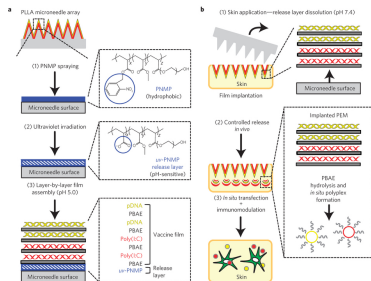 a
PLLA microneedle array
(1) PNMP spraying
PNMP
(hydrophobic)
Microneedle surface
(2) Ultraviolet irradiation
uv-PNMP
release layer
(pH-sensitive)
Microneedle surface
(3) Layer-by-layer film
assembly (pH 5.0)
pDNA
PBAE
pDNA
PBAE
Poly(I:C)
PBAE
Poly(I:C)
PBAE
uv-PNMP
Vaccine film
Release
layer
Microneedle surface
b
(1) Skin application—release layer dissolution (pH 7.4)
Skin
Film implantation
Microneedle surface
(2) Controlled release
in vivo
Implanted PEM
PBAE
hydrolysis and
in situ polyplex
formation
(3) In situ transfection
+
immunomodulation
Skin